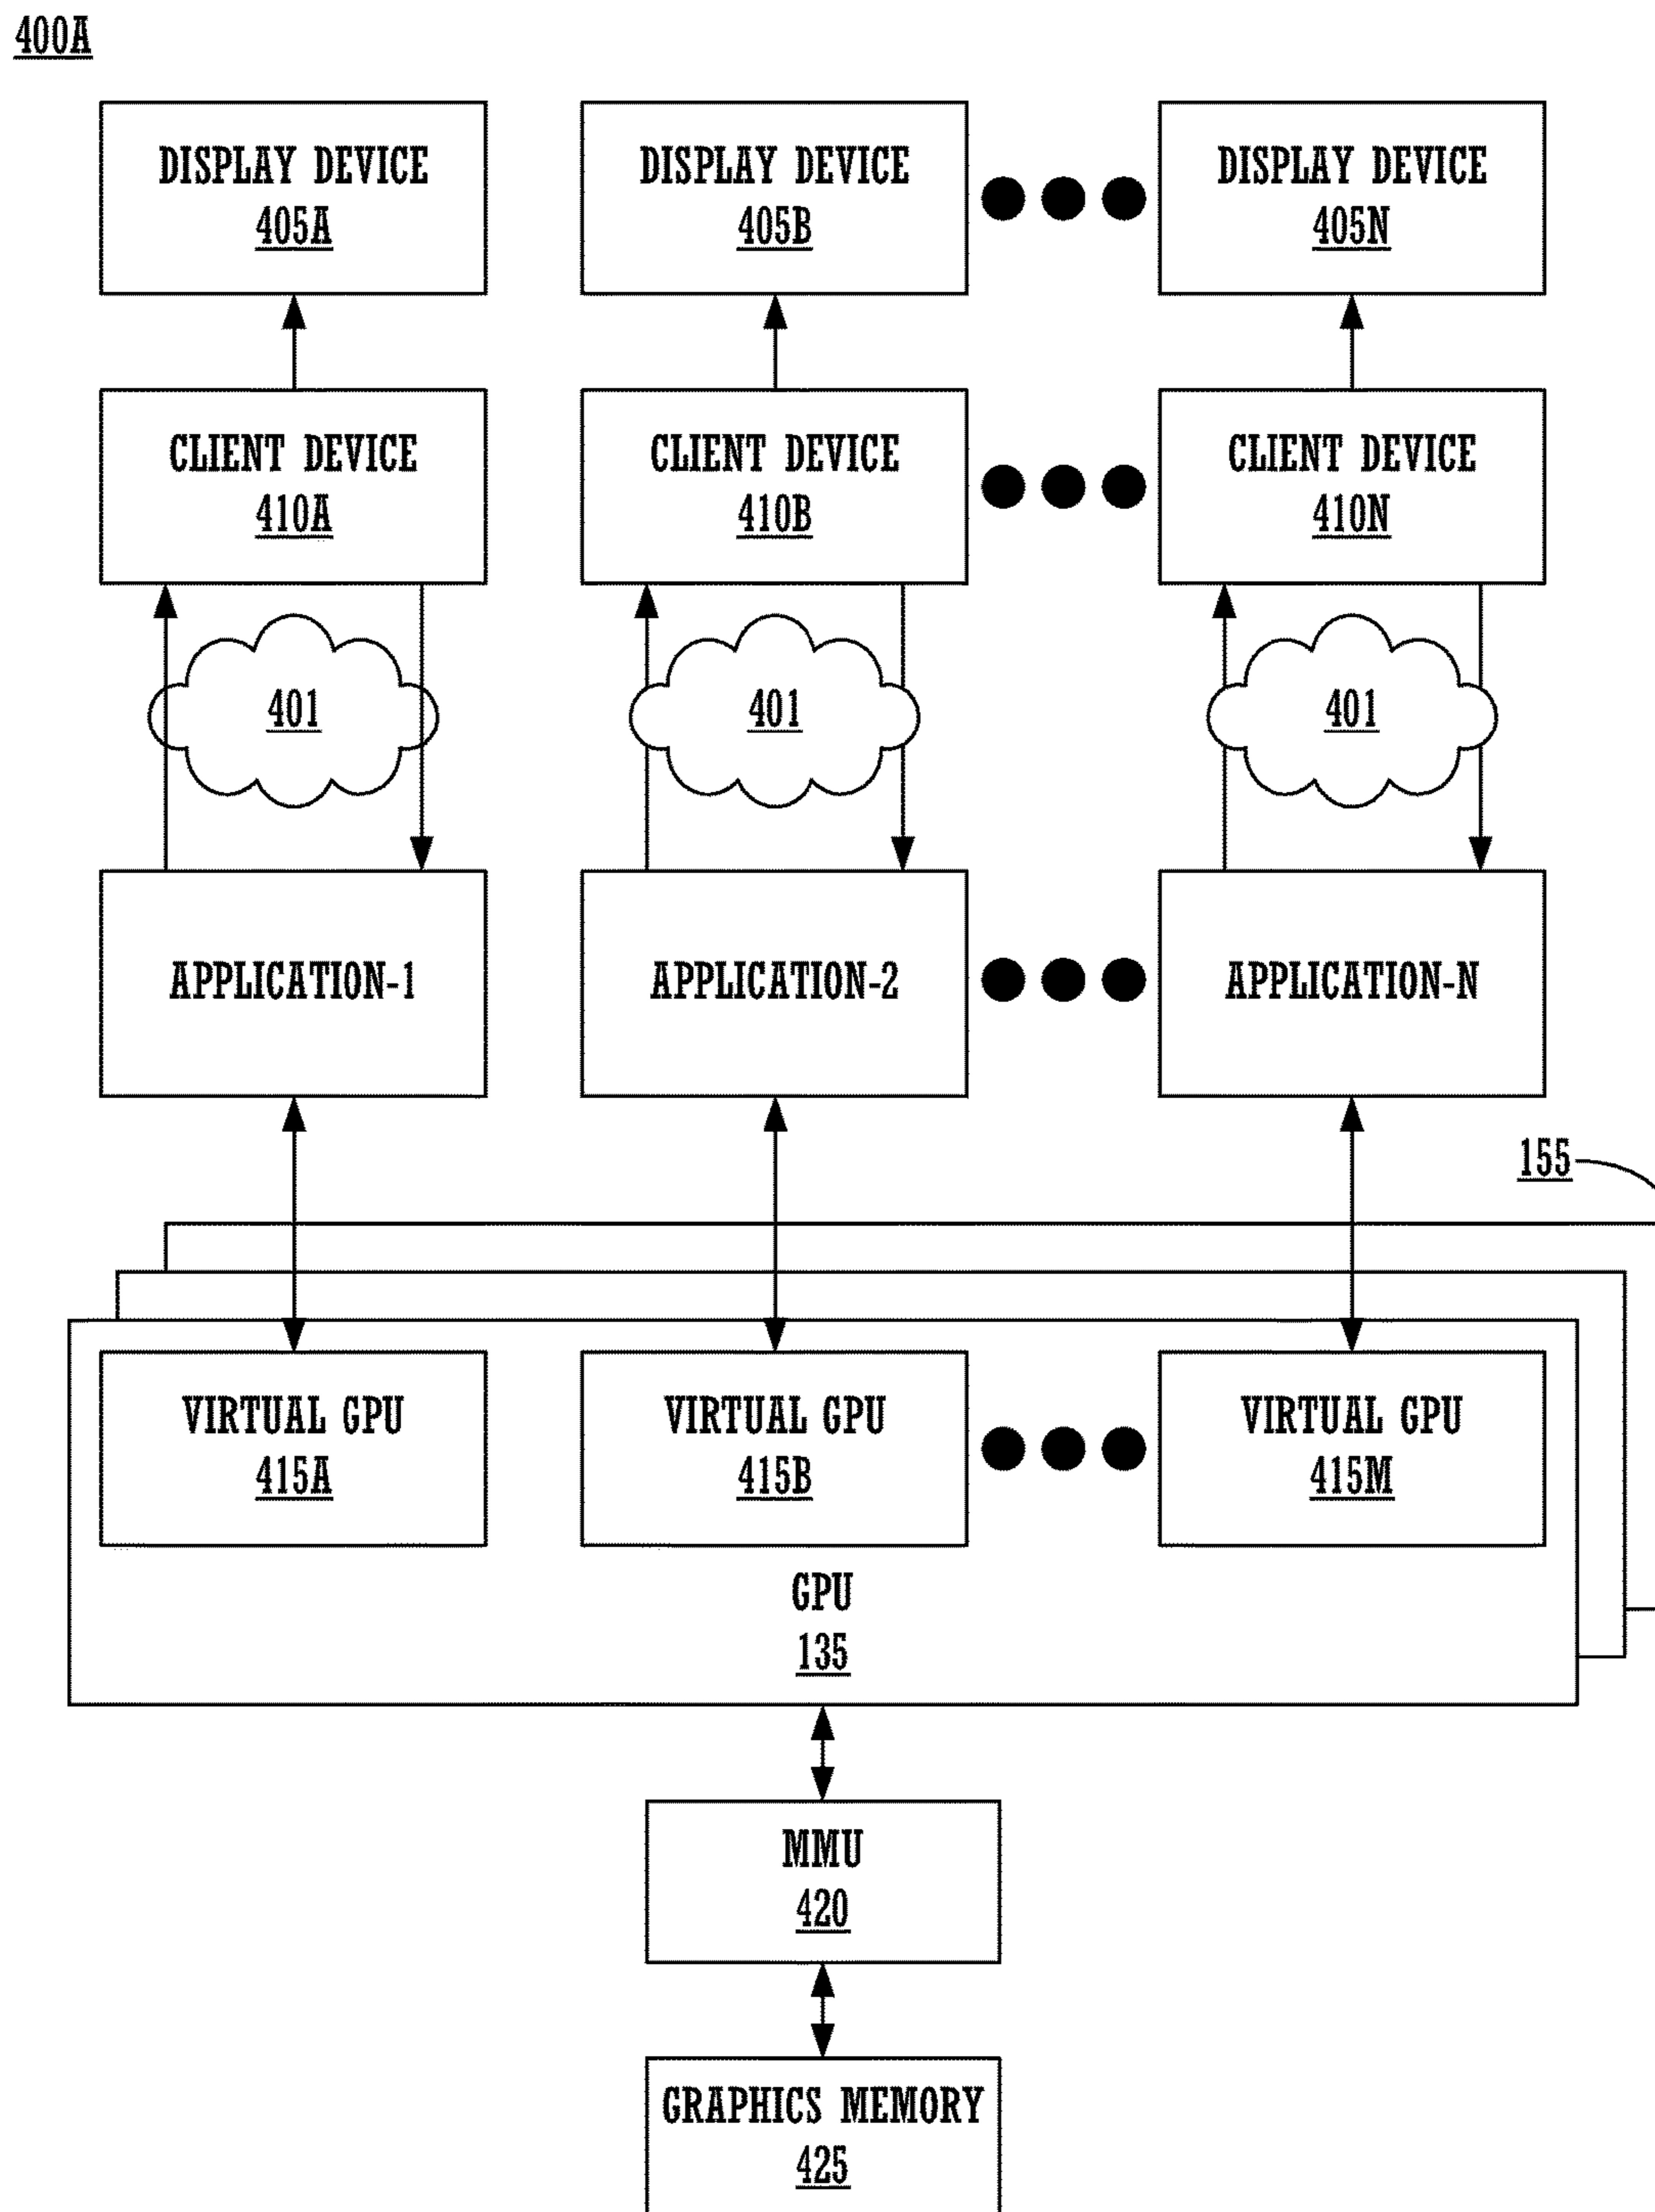 400A
DISPLAY DEVICE
405A
DISPLAY DEVICE
405B
DISPLAY DEVICE
405N
CLIENT DEVICE
410A
CLIENT DEVICE
410B
CLIENT DEVICE
410N
401
401
401
APPLICATION-1
APPLICATION-2
APPLICATION-N
155
VIRTUAL GPU
415A
VIRTUAL GPU
415B
VIRTUAL GPU
415M
GPU
135
MMU
420
GRAPHICS MEMORY
425